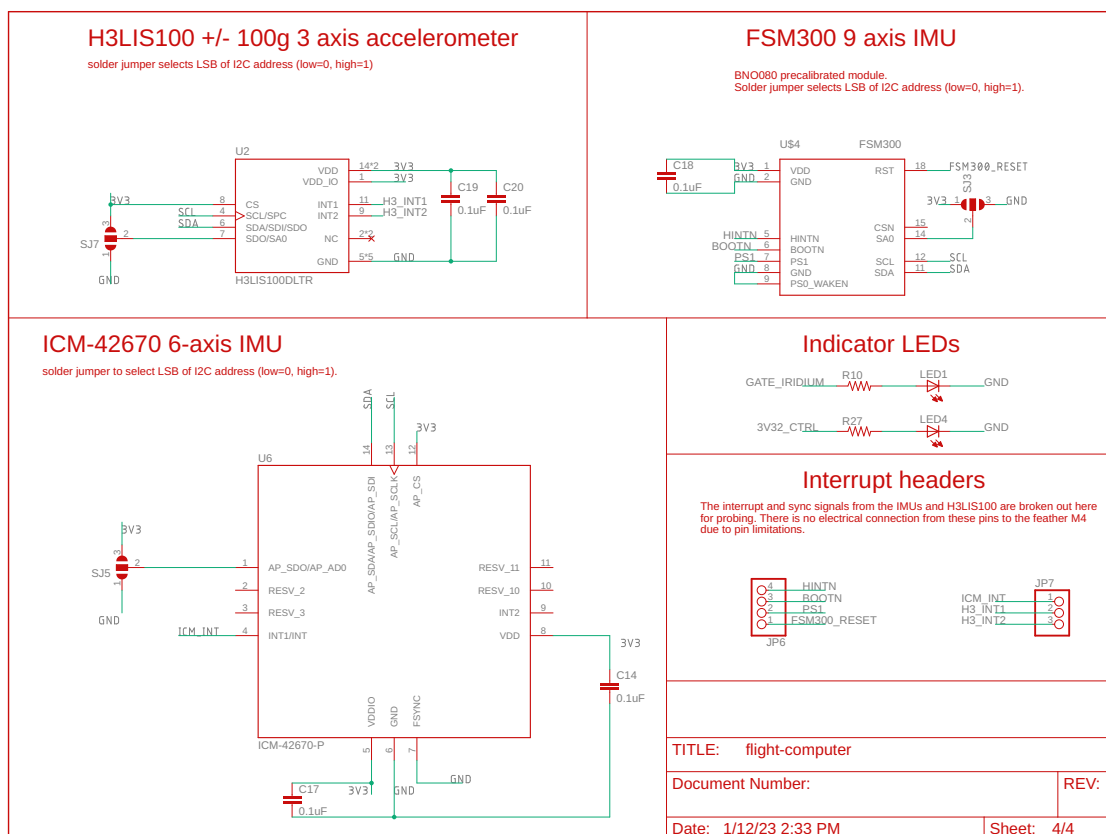 H3LIS100 +/- 100g 3 axis accelerometer
solder jumper selects LSB of I2C address (low=0, high=1)
U2
VDD 14*2 3V3
VDD_IO 1 3V3
C19
0.1uF
C20
0.1uF
3V3
8 CS
SCL 4 SCL/SPC
SDA 6 SDA/SDI/SDO
7 SDO/SA0
INT1 11 H3_INT1
INT2 9 H3_INT2
NC 2*2
GND 5*5 GND
SJ7
3
2
1
GND
H3LIS100DLTR
FSM300 9 axis IMU
BNO080 precalibrated module.
Solder jumper selects LSB of I2C address (low=0, high=1).
U$4
FSM300
C18
0.1uF
3V3 1 VDD
GND 2 GND
RST 18 FSM300_RESET
SJ3
3V3 1
3 GND
2
CSN 15
SA0 14
HINTN 5 HINTN
BOOTN 6 BOOTN
PS1 7 PS1
GND 8 GND
9 PS0_WAKEN
SCL 12 SCL
SDA 11 SDA
ICM-42670 6-axis IMU
solder jumper to select LSB of I2C address (low=0, high=1).
SDA
SCL
3V3
14
13
12
U6
AP_SDA/AP_SDIO/AP_SDI
AP_SCL/AP_SCLK
AP_CS
3V3
SJ5
3
2
1
GND
1 AP_SDO/AP_AD0
2 RESV_2
3 RESV_3
ICM_INT 4 INT1/INT
RESV_11 11
RESV_10 10
INT2 9
VDD 8
3V3
C14
0.1uF
VDDIO
GND
FSYNC
ICM-42670-P
5
6
7
C17
0.1uF
3V3
GND
GND
Indicator LEDs
GATE_IRIDIUM R10 LED1 GND
3V32_CTRL R27 LED4 GND
Interrupt headers
The interrupt and sync signals from the IMUs and H3LIS100 are broken out here
for probing. There is no electrical connection from these pins to the feather M4
due to pin limitations.
4 HINTN
3 BOOTN
2 PS1
1 FSM300_RESET
JP6
JP7
ICM_INT 1
H3_INT1 2
H3_INT2 3
TITLE: flight-computer
Document Number:
REV:
Date: 1/12/23 2:33 PM
Sheet: 4/4